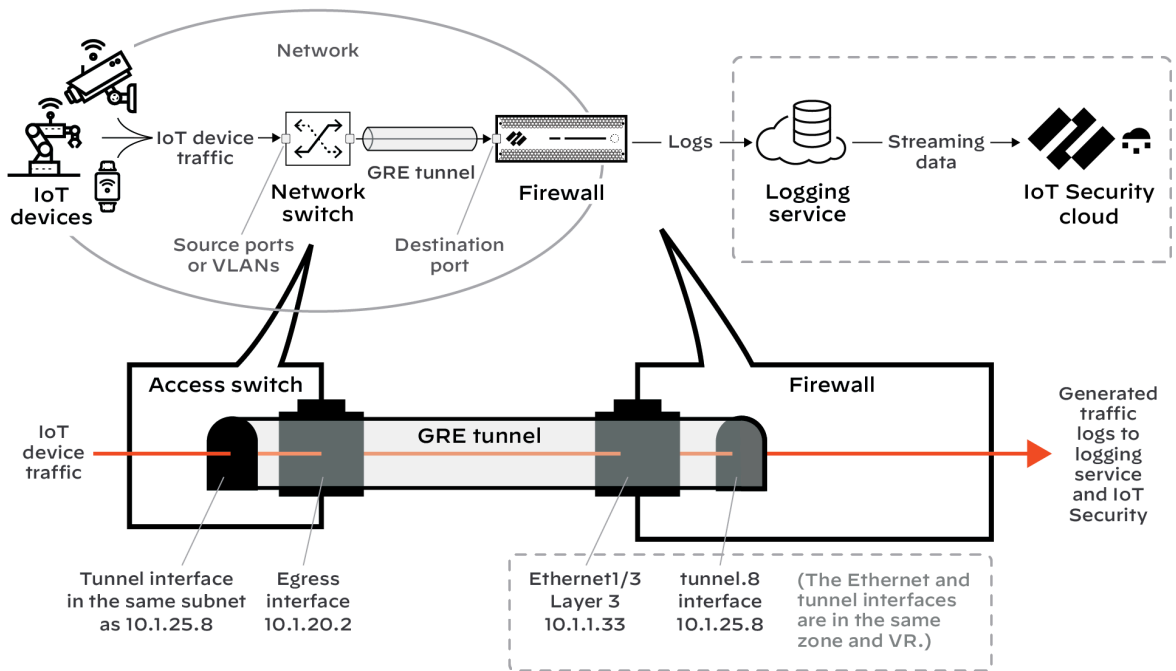 Network
IoT device
traffic
GRE tunnel
Logs
Streaming
data
IoT
devices
Network
switch
Firewall
Logging
service
IoT Security
cloud
Source ports
or VLANs
Destination
port
Access switch
Firewall
GRE tunnel
IoT
device
traffic
Generated
traffic
logs to
logging
service
and IoT
Security
Tunnel interface
in the same subnet
as 10.1.25.8
Egress
interface
10.1.20.2
Ethernet1/3
Layer 3
10.1.1.33
tunnel.8
interface
10.1.25.8
(The Ethernet and
tunnel interfaces
are in the same
zone and VR.)